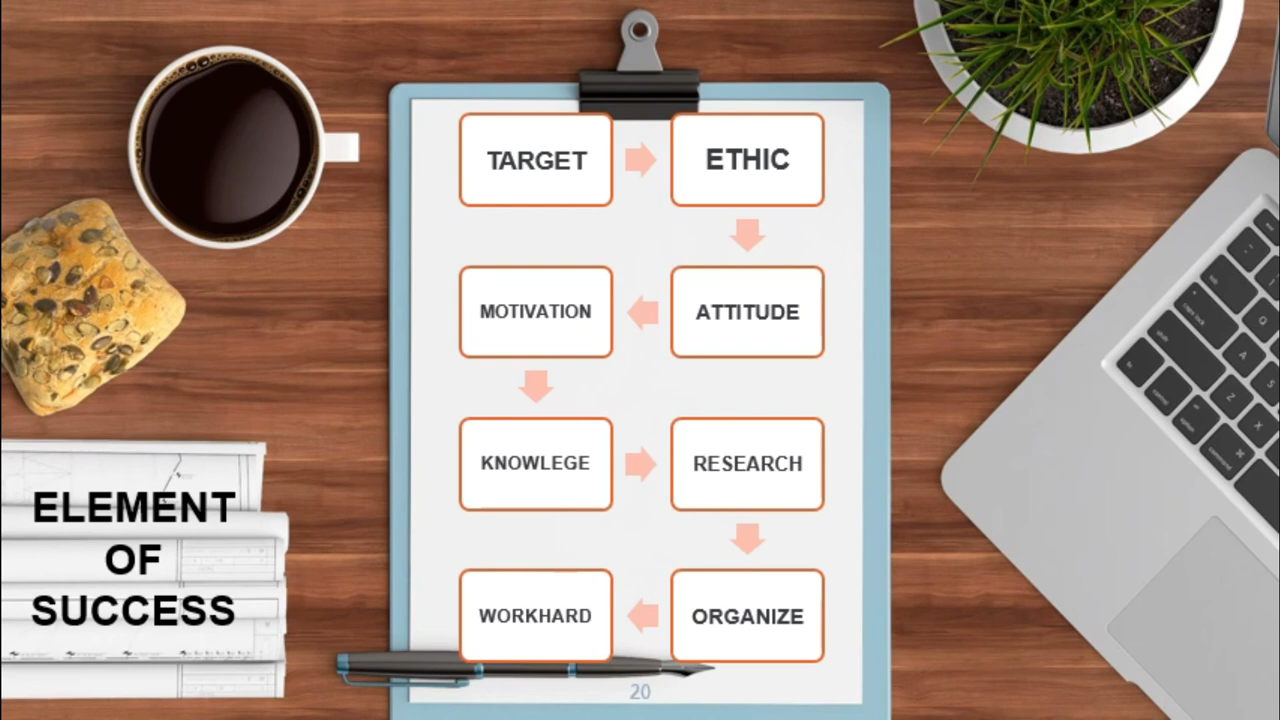 TARGET
ETHIC
ATTITUDE
MOTIVATION
KNOWLEGE
RESEARCH
ORGANIZE
WORKHARD
ELEMENT
OF
SUCCESS
20